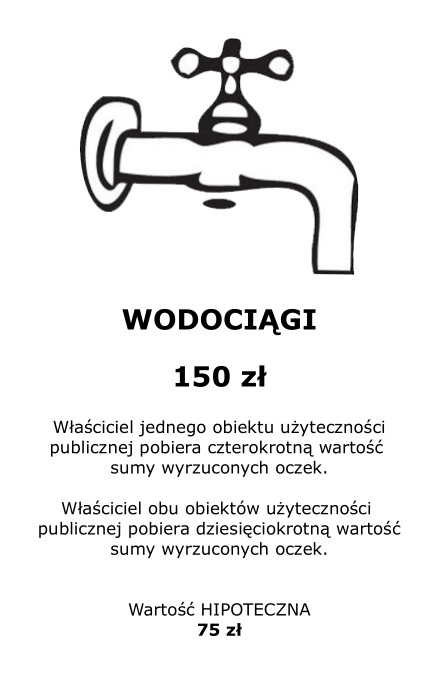 WODOCIĄGI
150 zł
Właściciel jednego obiektu użyteczności
publicznej pobiera czterokrotną wartość
sumy wyrzuconych oczek.
Właściciel obu obiektów użyteczności
publicznej pobiera dziesięciokrotną wartość
sumy wyrzuconych oczek.
Wartość HIPOTECZNA
75 zł